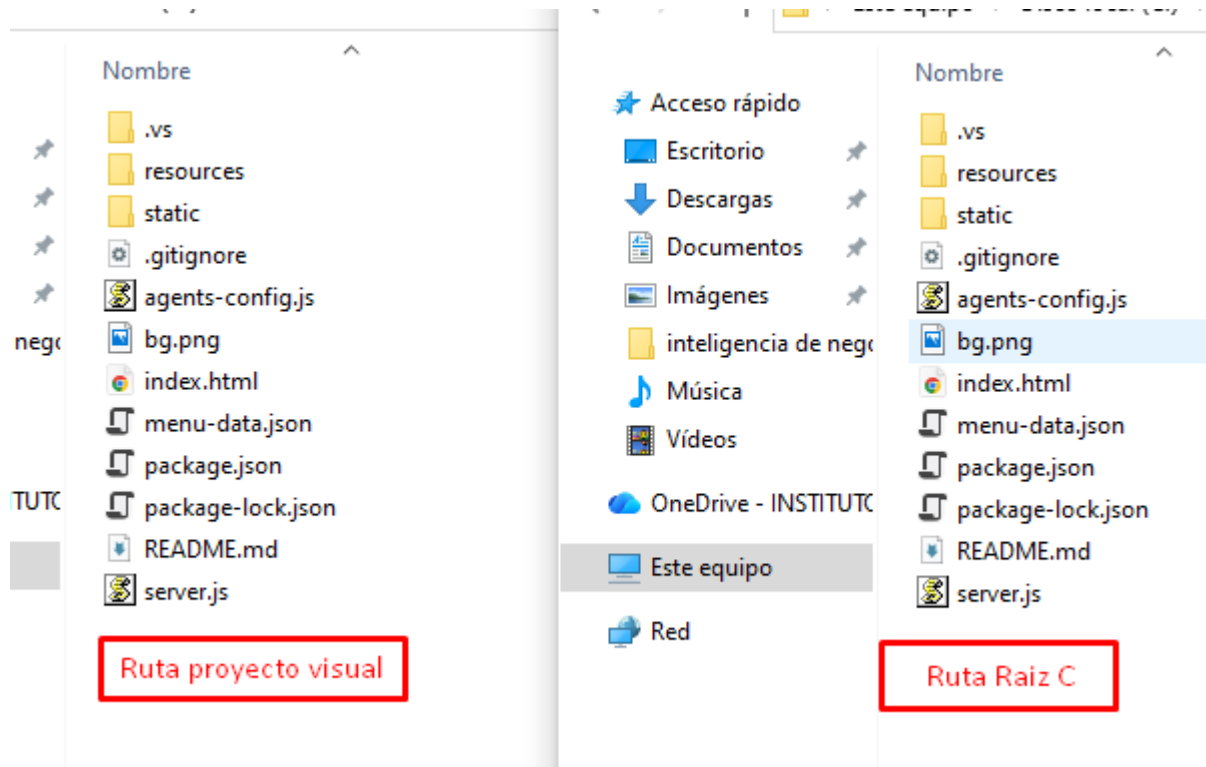 Nombre
.vs
resources
static
.gitignore
agents-config.js
bg.png
index.html
menu-data.json
package.json
package-lock.json
README.md
server.js
Ruta proyecto visual
Acceso rápido
Escritorio
Descargas
Documentos
Imágenes
inteligencia de nego
Música
Vídeos
OneDrive - INSTITUTO
Este equipo
Red
Nombre
.vs
resources
static
.gitignore
agents-config.js
bg.png
index.html
menu-data.json
package.json
package-lock.json
README.md
server.js
Ruta Raiz C